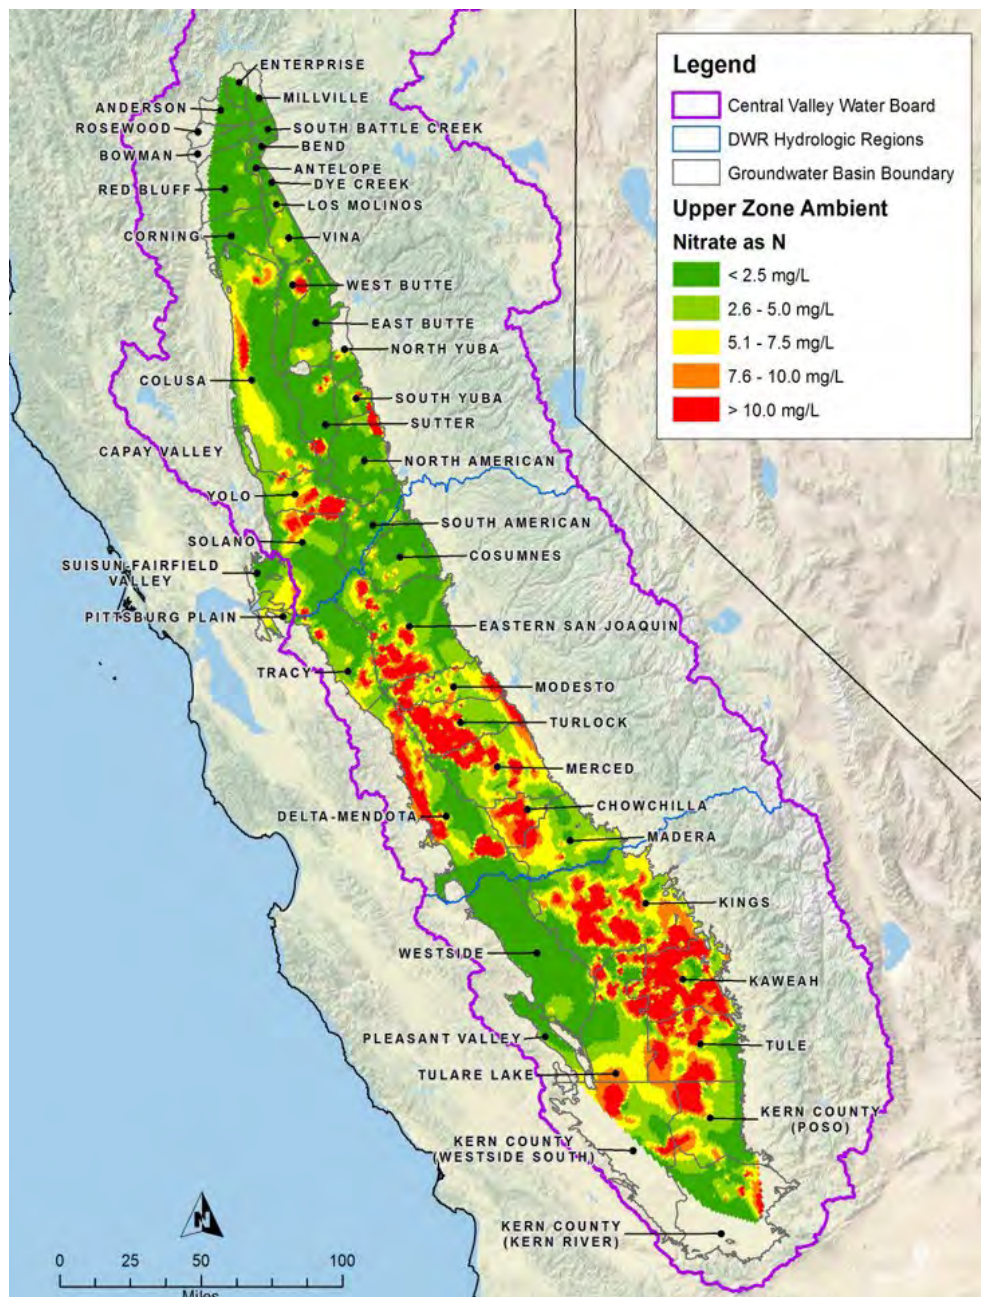 ENTERPRISE
ANDERSON
MILLVILLE
ROSEWOOD
SOUTH BATTLE CREEK
BEND
BOWMAN
ANTELOPE
DYE CREEK
RED BLUFF
LOS MOLINOS
CORNING
VINA
WEST BUTTE
EAST BUTTE
NORTH YUBA
COLUSA
SOUTH YUBA
SUTTER
CAPAY VALLEY
NORTH AMERICAN
YOLO
SOUTH AMERICAN
SOLANO
COSUMNES
SUISUN-FAIRFIELD
VALLEY
PITTSBURG PLAIN
EASTERN SAN JOAQUIN
TRACY
MODESTO
TURLOCK
MERCED
CHOWCHILLA
DELTA-MENDOTA
MADERA
KINGS
WESTSIDE
KAWEAH
PLEASANT VALLEY
TULE
TULARE LAKE
KERN COUNTY
(POSO)
KERN COUNTY
(WESTSIDE SOUTH)
KERN COUNTY
(KERN RIVER)
Legend
Central Valley Water Board
DWR Hydrologic Regions
Groundwater Basin Boundary
Upper Zone Ambient
Nitrate as N
< 2.5 mg/L
2.6 - 5.0 mg/L
5.1 - 7.5 mg/L
7.6 - 10.0 mg/L
> 10.0 mg/L
N
0 25 50 100
Miles